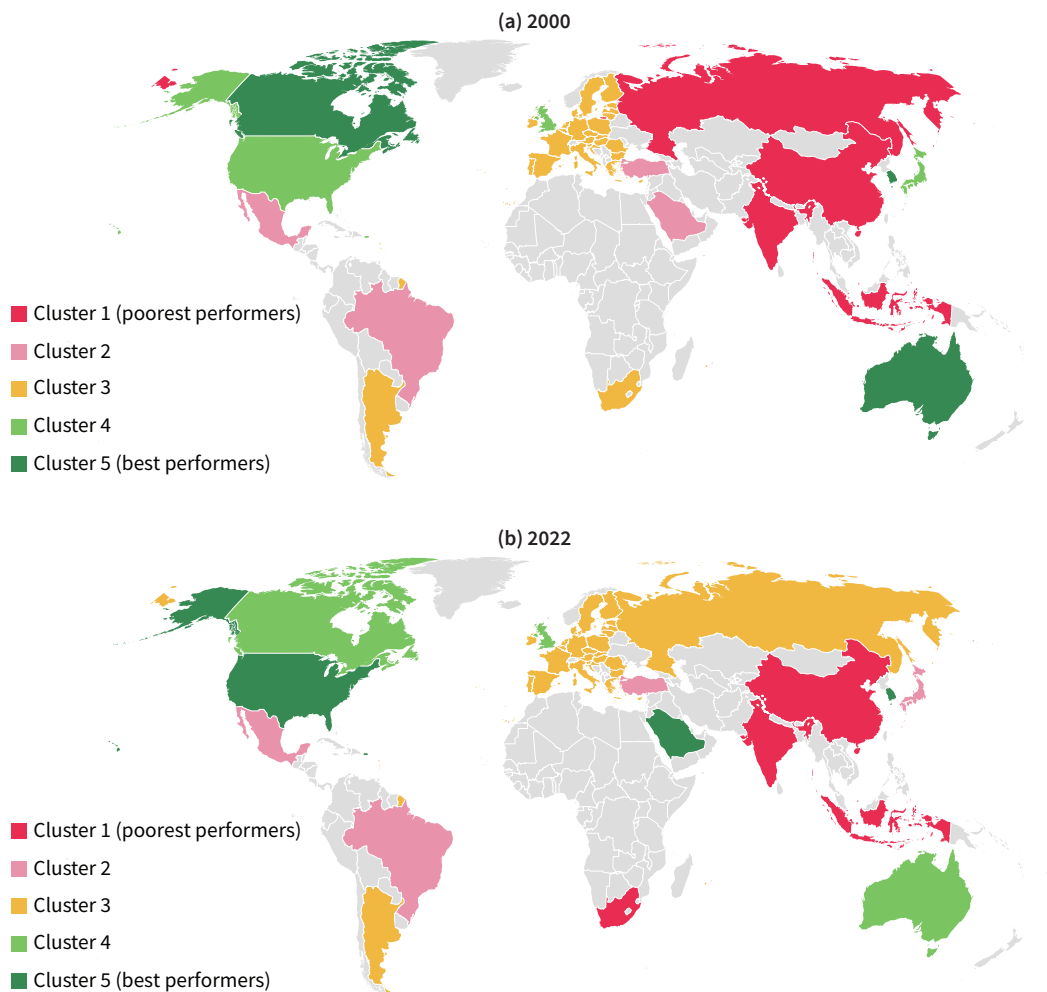 (a) 2000
Cluster 1 (poorest performers)
Cluster 2
Cluster 3
Cluster 4
Cluster 5 (best performers)
(b) 2022
Cluster 1 (poorest performers)
Cluster 2
Cluster 3
Cluster 4
Cluster 5 (best performers)